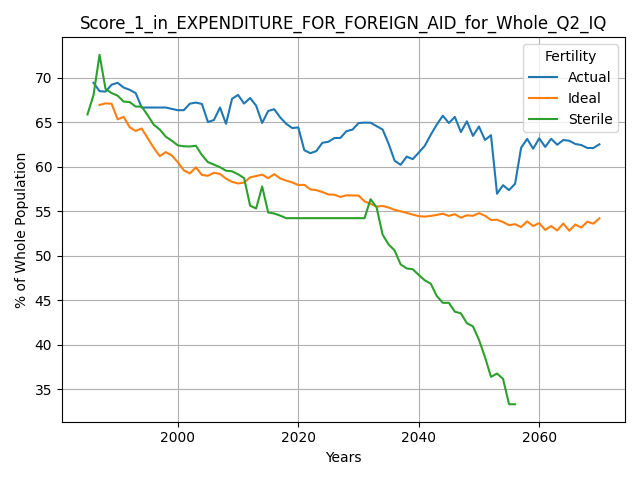 Score_1_in_EXPENDITURE_FOR_FOREIGN_AID_for_Whole_Q2_IQ
Fertility
Actual
Ideal
Sterile
% of Whole Population
70
65
60
55
50
45
40
35
2000 2020 2040 2060
Years